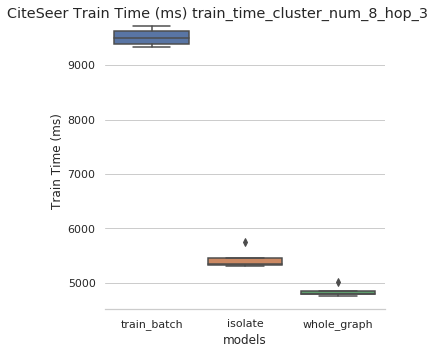 CiteSeer Train Time (ms) train_time_cluster_num_8_hop_3
9000
8000
7000
6000
5000
Train Time (ms)
train_batch isolate whole_graph
models